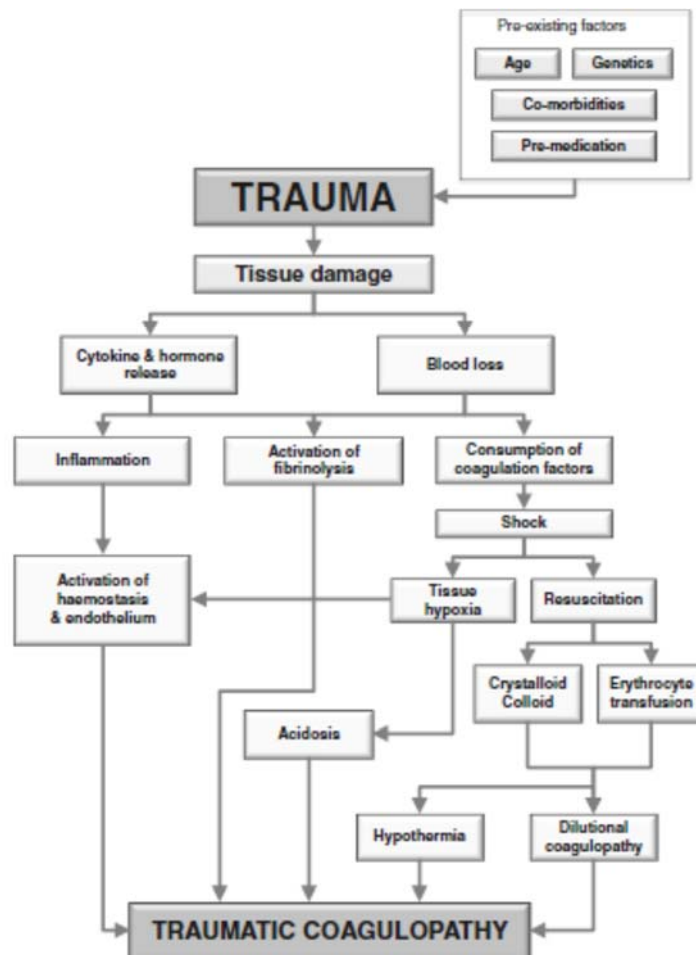 Pre-existing factors
Age
Genetics
Co-morbidities
Pre-medication
TRAUMA
Tissue damage
Cytokine & hormone
release
Blood loss
Inflammation
Activation of
fibrinolysis
Consumption of
coagulation factors
Shock
Activation of
haemostasis
& endothelium
Tissue
hypoxia
Resuscitation
Crystalloid
Colloid
Erythrocyte
transfusion
Acidosis
Hypothermia
Dilutional
coagulopathy
TRAUMATIC COAGULOPATHY